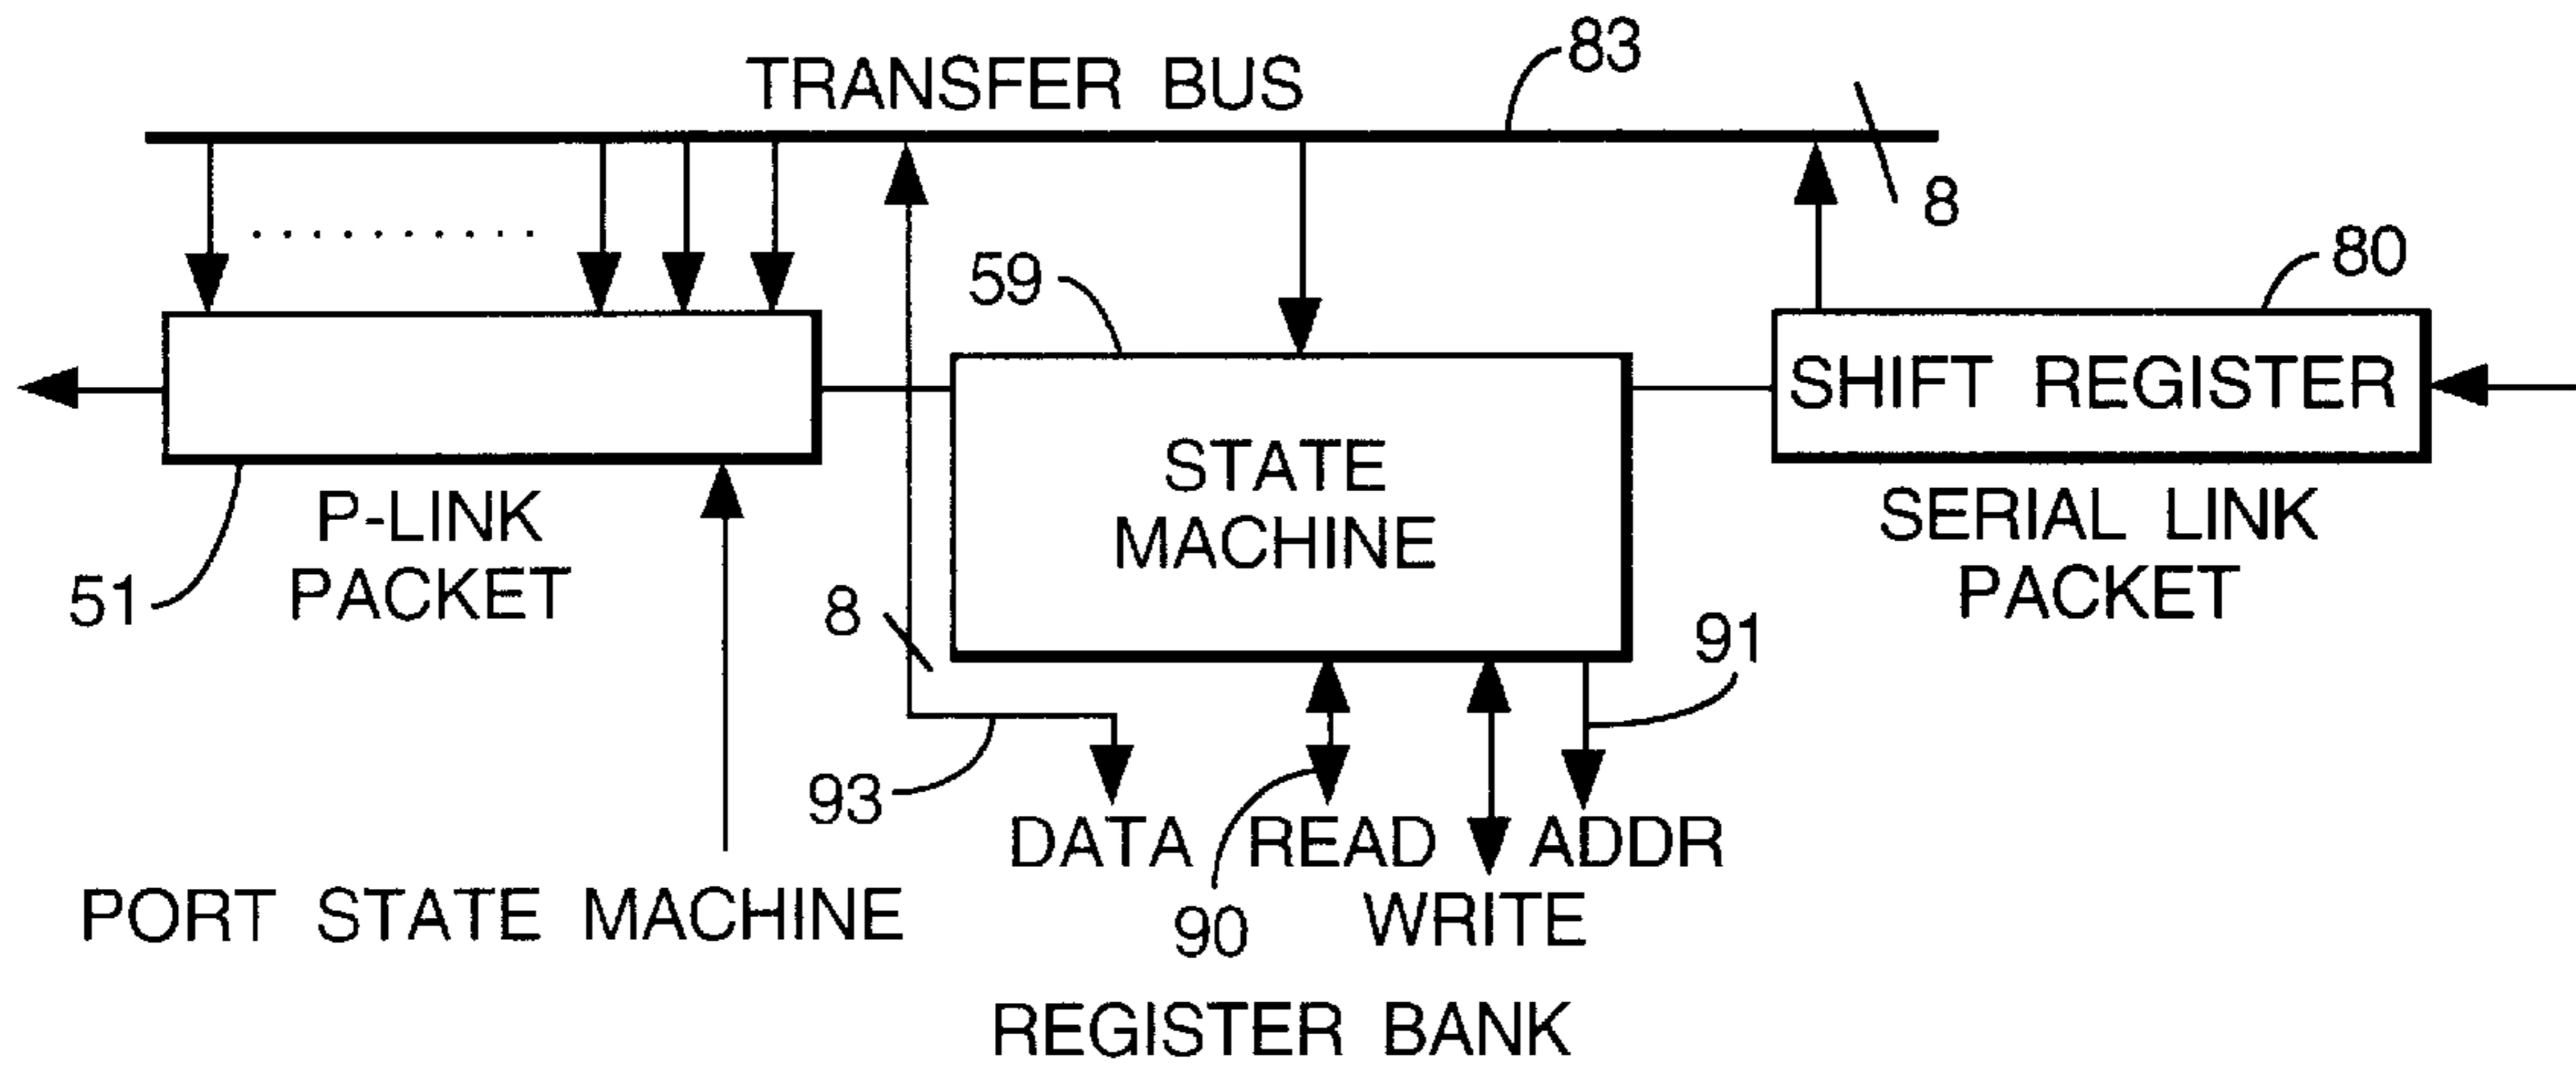 TRANSFER BUS
83
8
59
80
SHIFT REGISTER
STATE
MACHINE
P-LINK
PACKET
51
SERIAL LINK
PACKET
8
91
93
DATA READ ADDR
90
WRITE
PORT STATE MACHINE
REGISTER BANK